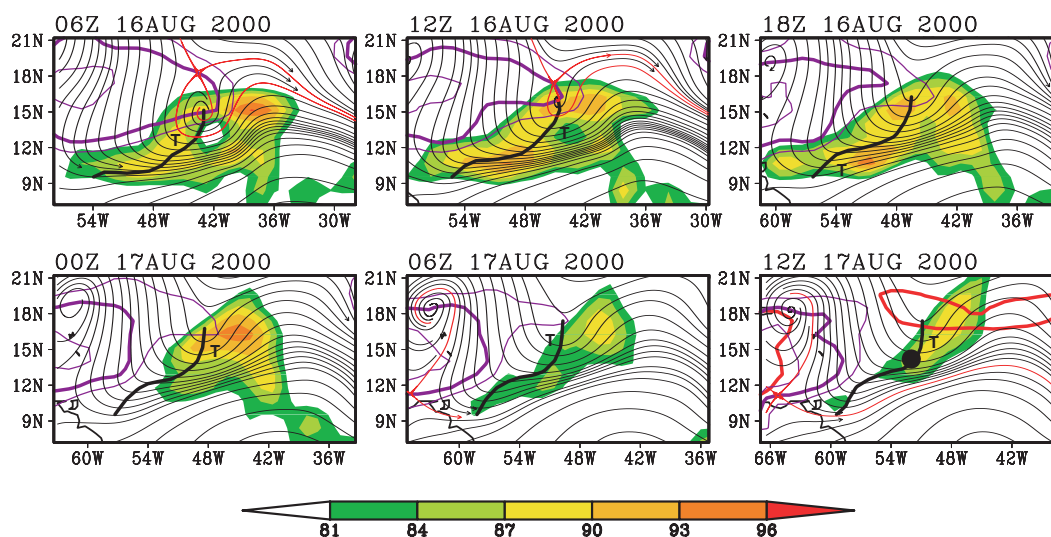 06Z 16AUG 2000
12Z 16AUG 2000
18Z 16AUG 2000
21N 18N 15N 12N 9N
T
54W 48W 42W 36W 30W
21N 18N 15N 12N 9N
T
54W 48W 42W 36W 30W
21N 18N 15N 12N 9N
T
60W 54W 48W 42W 36W
00Z 17AUG 2000
06Z 17AUG 2000
12Z 17AUG 2000
21N 18N 15N 12N 9N
T
60W 54W 48W 42W 36W
21N 18N 15N 12N 9N
T
60W 54W 48W 42W 36W
21N 18N 15N 12N 9N
T
66W 60W 54W 48W 42W
81 84 87 90 93 96